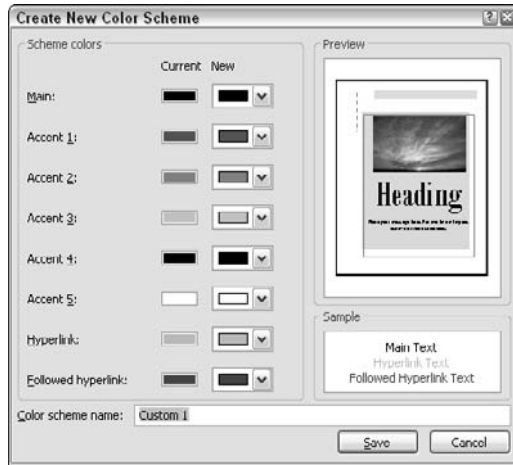 Create New Color Scheme
Scheme colors
Current New
Main:
Accent 1:
Accent 2:
Accent 3:
Accent 4:
Accent 5:
Hyperlink:
Followed hyperlink:
Preview
Heading
Sample
Main Text
Hyperlink Text
Followed Hyperlink Text
Color scheme name: Custom 1
Save Cancel